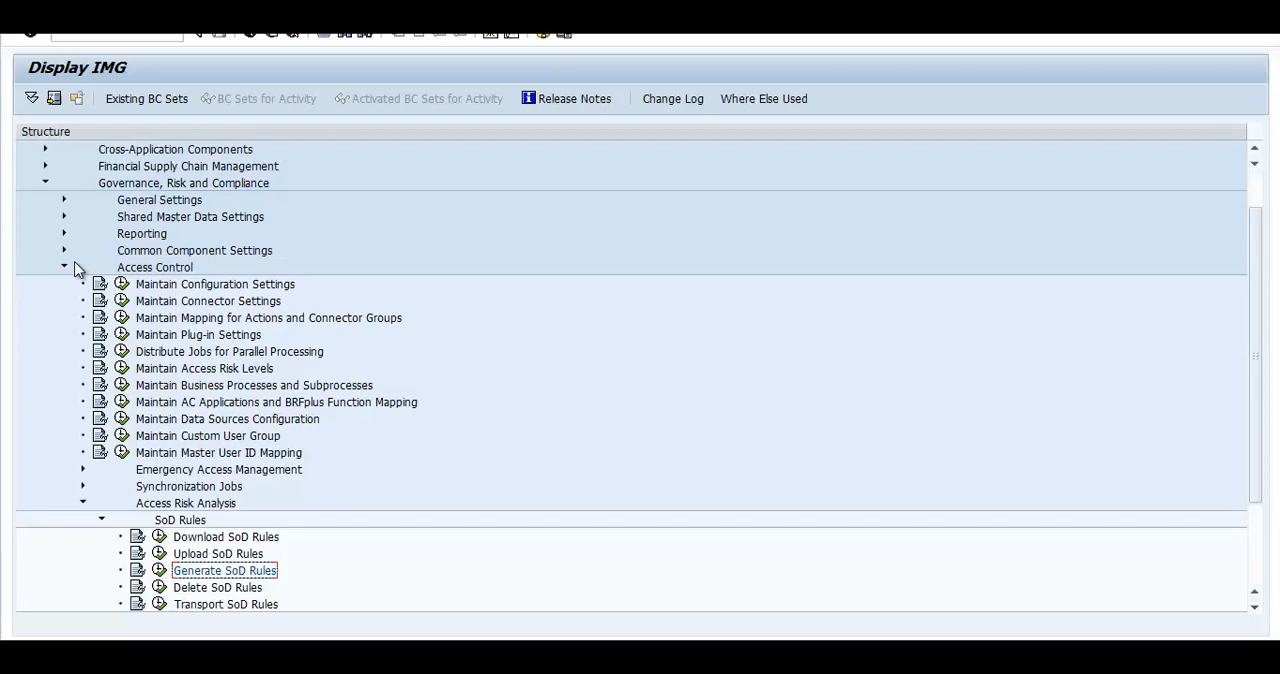 Display IMG
Existing BC Sets BC Sets for Activity Activated BC Sets for Activity Release Notes Change Log Where Else Used
Structure
Cross-Application Components
Financial Supply Chain Management
Governance, Risk and Compliance
General Settings
Shared Master Data Settings
Reporting
Common Component Settings
Access Control
Maintain Configuration Settings
Maintain Connector Settings
Maintain Mapping for Actions and Connector Groups
Maintain Plug-in Settings
Distribute Jobs for Parallel Processing
Maintain Access Risk Levels
Maintain Business Processes and Subprocesses
Maintain AC Applications and BRFplus Function Mapping
Maintain Data Sources Configuration
Maintain Custom User Group
Maintain Master User ID Mapping
Emergency Access Management
Synchronization Jobs
Access Risk Analysis
SoD Rules
Download SoD Rules
Upload SoD Rules
Generate SoD Rules
Delete SoD Rules
Transport SoD Rules